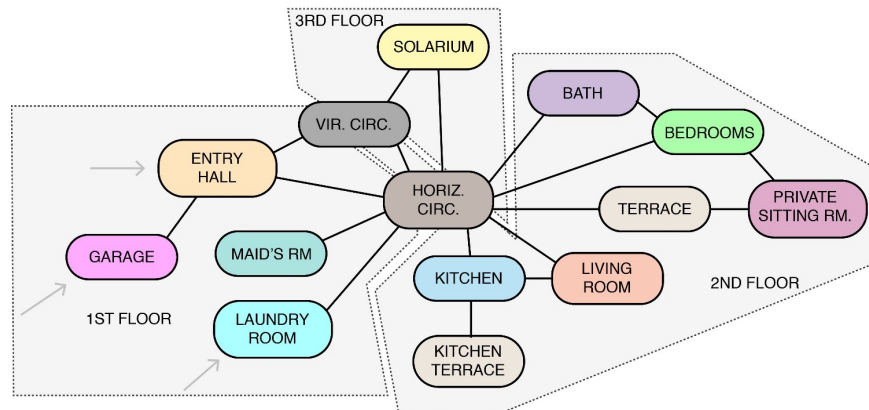 3RD FLOOR
SOLARIUM
VIR. CIRC.
BATH
BEDROOMS
ENTRY
HALL
HORIZ.
CIRC.
TERRACE
PRIVATE
SITTING RM.
GARAGE
MAID'S RM
KITCHEN
LIVING
ROOM
2ND FLOOR
1ST FLOOR
LAUNDRY
ROOM
KITCHEN
TERRACE